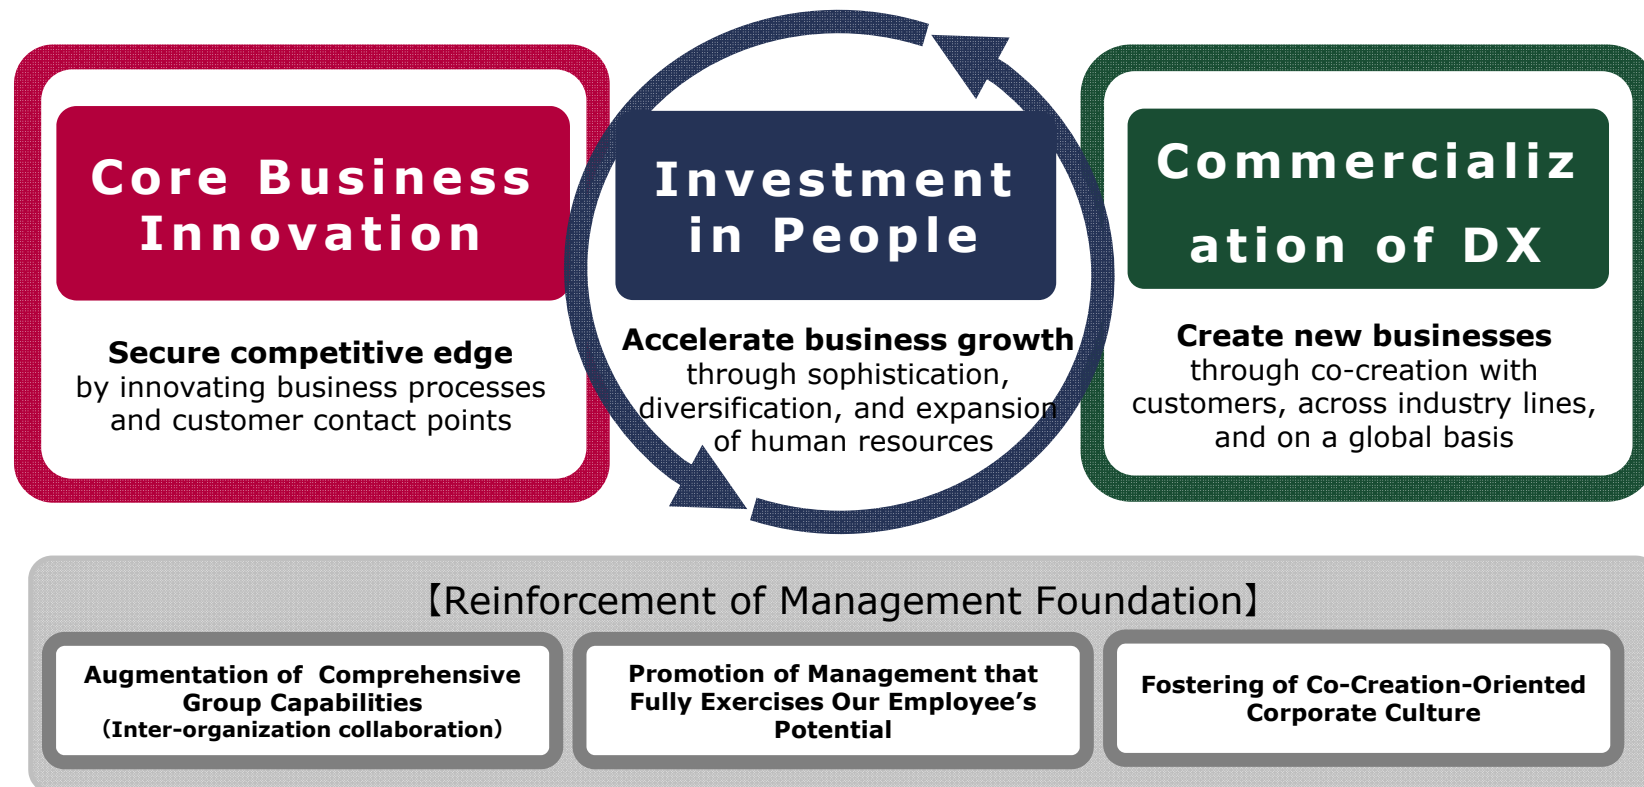 Core Business
Innovation
Secure competitive edge
by innovating business processes
and customer contact points
Investment
in People
Accelerate business growth
through sophistication,
diversification, and expansion
of human resources
Commercializ
ation of DX
Create new businesses
through co-creation with
customers, across industry lines,
and on a global basis
【Reinforcement of Management Foundation】
Augmentation of  Comprehensive
Group Capabilities
（Inter-organization collaboration）
Promotion of Management that
Fully Exercises Our Employee’s
Potential
Fostering of Co-Creation-Oriented
Corporate Culture